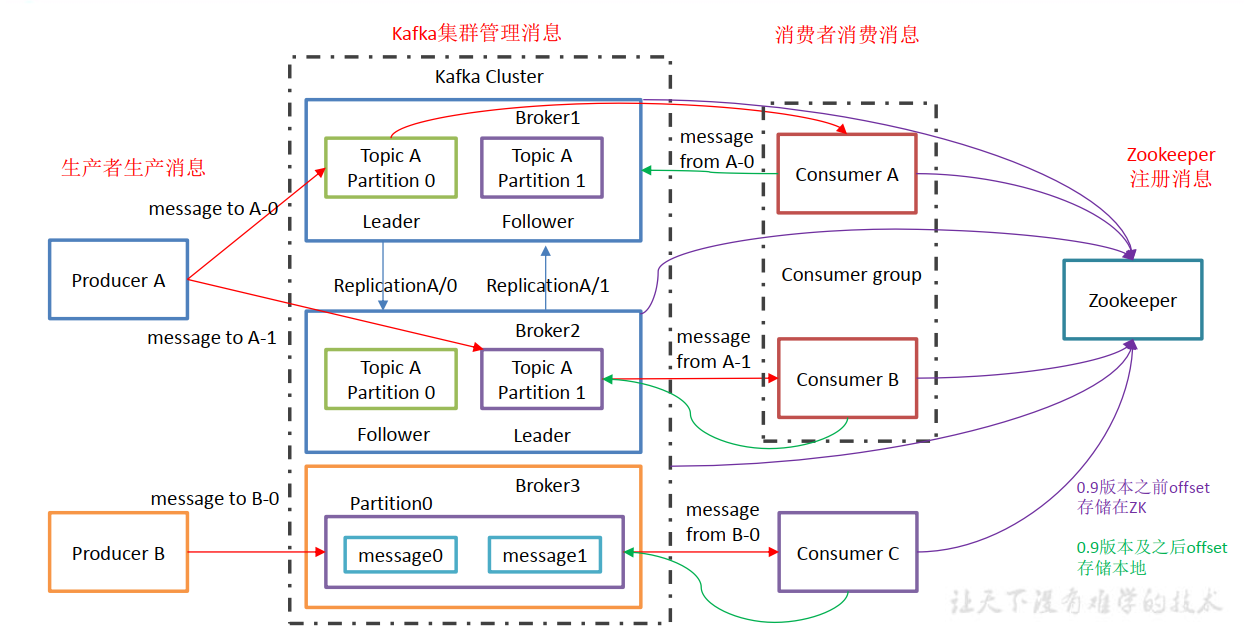 Kafka集群管理消息
消费者消费消息
Kafka Cluster
Broker1
Topic A
Partition 0
Topic A
Partition 1
Leader
Follower
message
from A-0
Consumer A
Zookeeper
注册消息
生产者生产消息
message to A-0
Producer A
ReplicationA/0
ReplicationA/1
Consumer group
Zookeeper
message to A-1
Broker2
Topic A
Partition 0
Topic A
Partition 1
Follower
Leader
message
from A-1
Consumer B
message to B-0
Producer B
Broker3
Partition0
message0
message1
message
from B-0
Consumer C
0.9版本之前offset
存储在ZK
0.9版本及之后offset
存储本地
让天下没有难学的技术